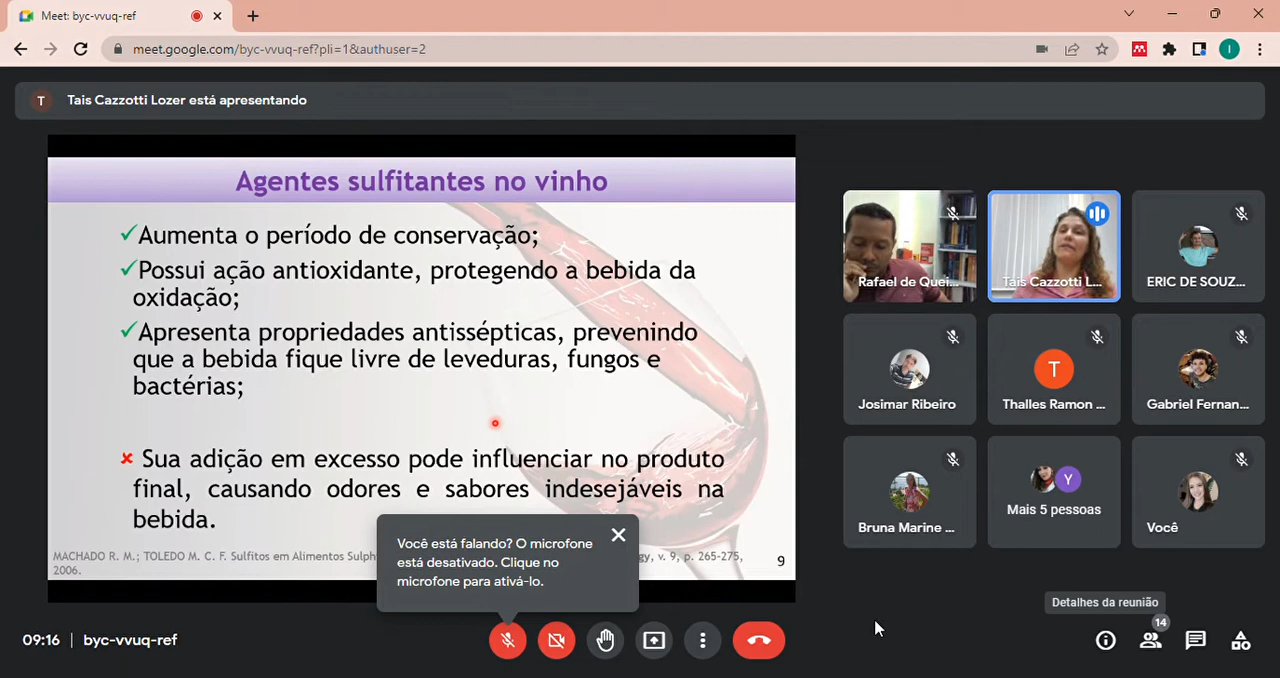 Meet: byc-vvuq-ref
meet.google.com/byc-vvuq-ref?pli=1&authuser=2
I
T
Tais Cazzotti Lozer está apresentando
Agentes sulfitantes no vinho
Aumenta o período de conservação;
Possui ação antioxidante, protegendo a bebida da
oxidação;
Apresenta propriedades antissépticas, prevenindo
que a bebida fique livre de leveduras, fungos e
bactérias;
Sua adição em excesso pode influenciar no produto
final, causando odores e sabores indesejáveis na
bebida.
MACHADO R. M.; TOLEDO M. C. F. Sulfitos em Alimentos Sulph
gy, v. 9, p. 265-275,
2006.
9
Você está falando? O microfone
está desativado. Clique no
microfone para ativá-lo.
Rafael de Quei...
Tais Cazzotti L...
ERIC DE SOUZ...
Josimar Ribeiro
T
Thalles Ramon ...
Gabriel Fernan...
Bruna Marine ...
Y
Mais 5 pessoas
Você
Detalhes da reunião
14
09:16 | byc-vvuq-ref